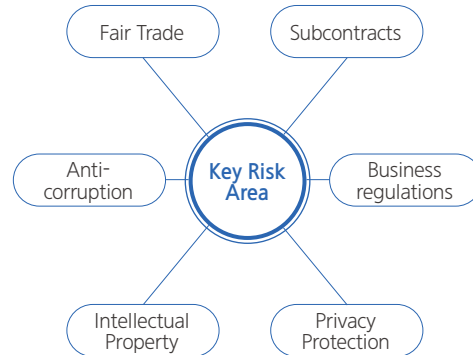 Fair Trade
Subcontracts
Anti-
corruption
Key Risk
Area
Business
regulations
Intellectual
Property
Privacy
Protection